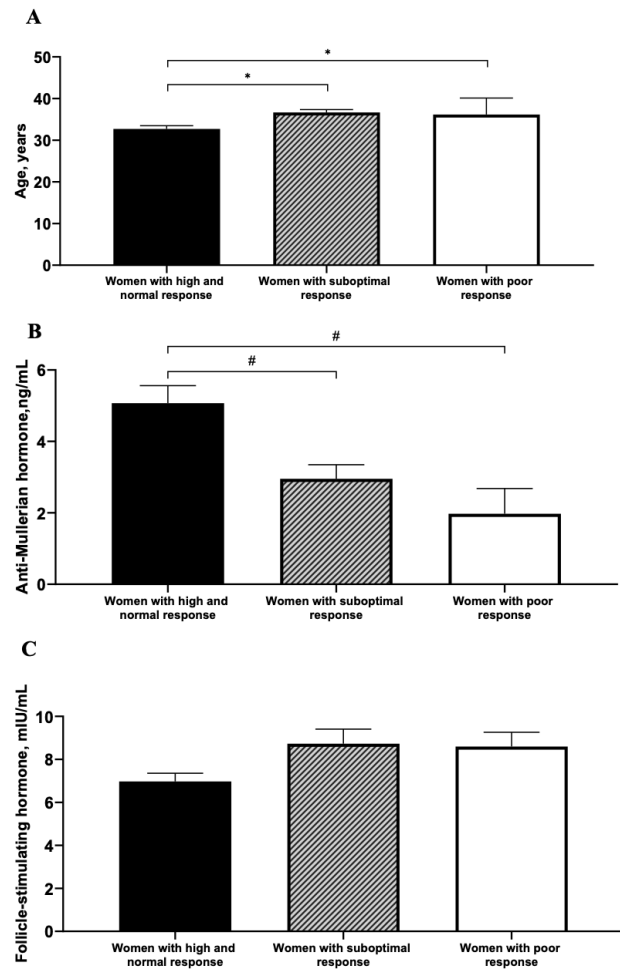 A
Age, years
50
40
30
20
10
0
*
*
Women with high and
normal response
Women with suboptimal
response
Women with poor
response
B
Anti-Mullerian hormone,ng/mL
6
4
2
0
#
#
Women with high and
normal response
Women with suboptimal
response
Women with poor
response
C
Follicle-stimulating hormone, mIU/mL
10
8
6
4
2
0
Women with high and
normal response
Women with suboptimal
response
Women with poor
response